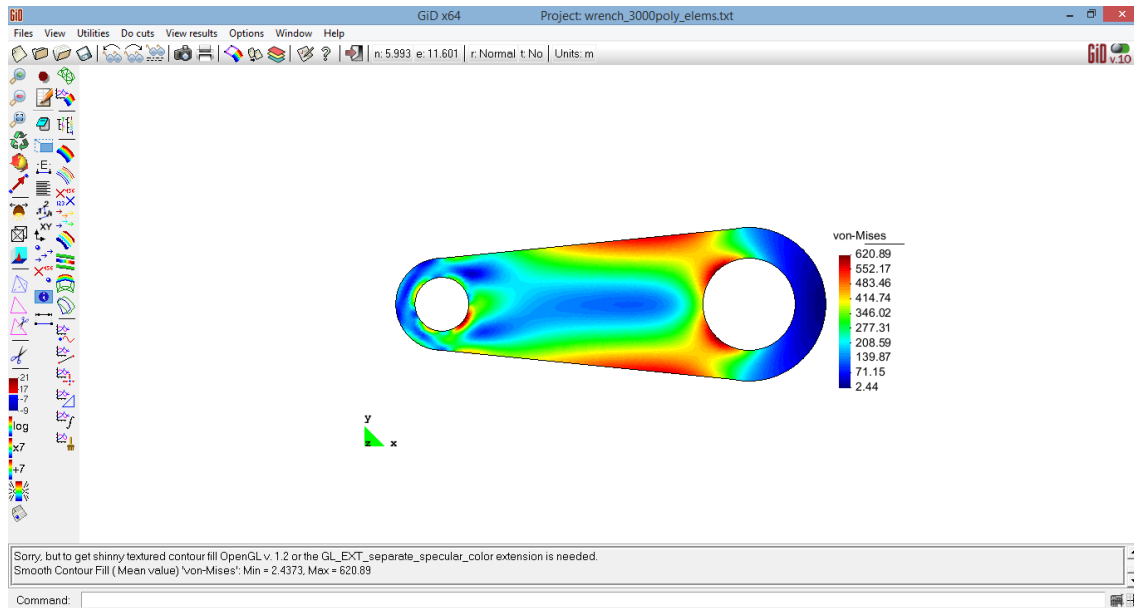 GiD
GiD x64
Project: wrench_3000poly_elems.txt
Files View Utilities Do cuts View results Options Window Help
n: 5.993 e: 11.601 r: Normal t: No Units: m
GiD v.10
von-Mises
620.89
552.17
483.46
414.74
346.02
277.31
208.59
139.87
71.15
2.44
y
z x
E
XY
21
17
-7
-9
log
x7
+7
Sorry, but to get shinny textured contour fill OpenGL v. 1.2 or the GL_EXT_separate_specular_color extension is needed.
Smooth Contour Fill ( Mean value) 'von-Mises': Min = 2.4373, Max = 620.89
Command: